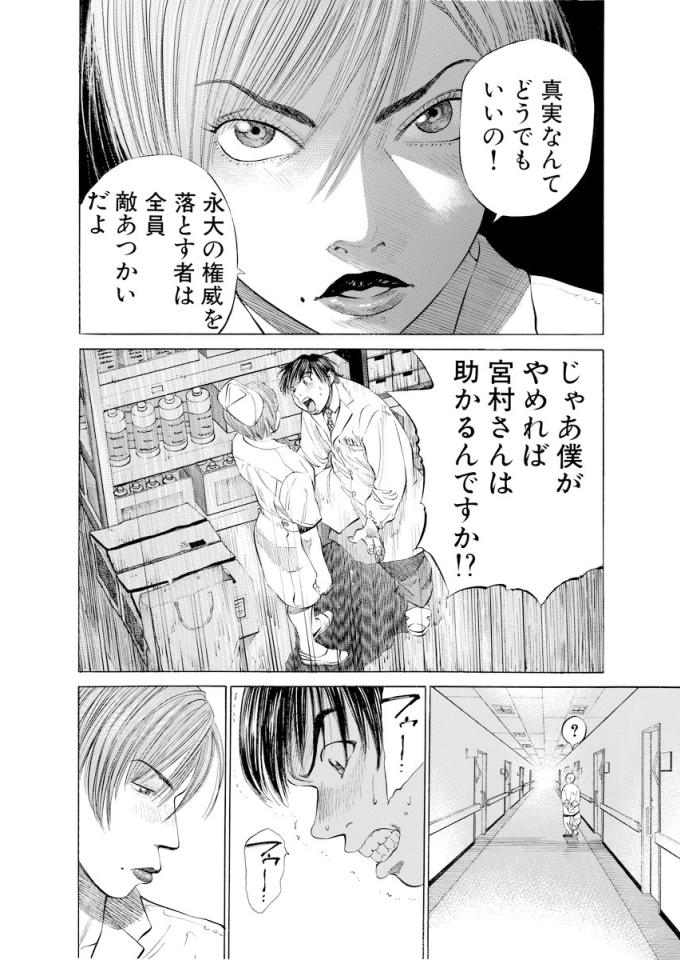 真実なんて
どうでも
いいの！
永大の権威を
落とす者は
全員
敵あつかい
だよ
じゃあ僕が
やめれば
宮村さんは
助かるんですか!?
?
フゥー…
フゥー…